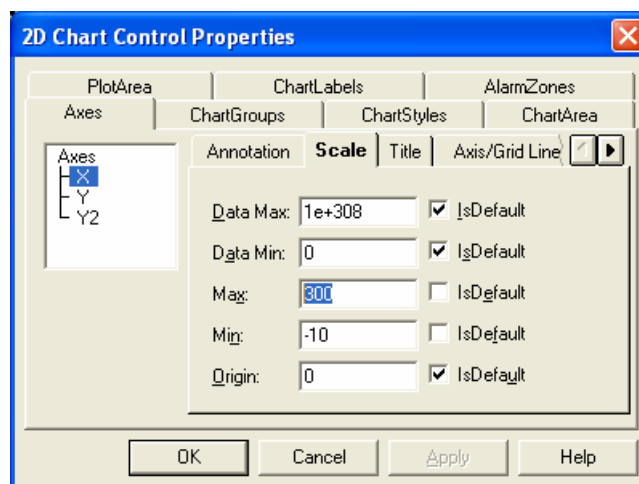 2D Chart Control Properties
PlotArea ChartLabels AlarmZones
Axes ChartGroups ChartStyles ChartArea
Axes
X
Y
Y2
Annotation Scale Title Axis/Grid Line
Data Max: 1e+308 IsDefault
Data Min: 0 IsDefault
Max: 300 IsDefault
Min: -10 IsDefault
Origin: 0 IsDefault
OK Cancel Apply Help